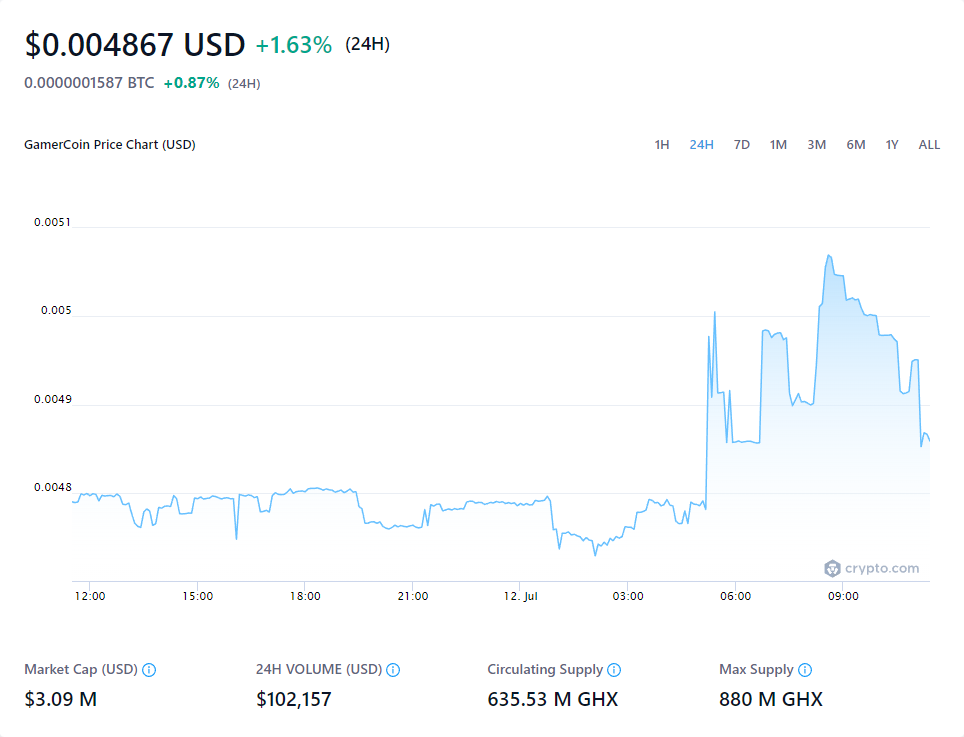 $0.004867 USD +1.63% (24H)
0.0000001587 BTC +0.87% (24H)
GamerCoin Price Chart (USD) 1H 24H 7D 1M 3M 6M 1Y ALL
0.0051
0.005
0.0049
0.0048
crypto.com
12:00 15:00 18:00 21:00 12. Jul 03:00 06:00 09:00
Market Cap (USD) 24H VOLUME (USD) Circulating Supply Max Supply
$3.09 M $102,157 635.53 M GHX 880 M GHX